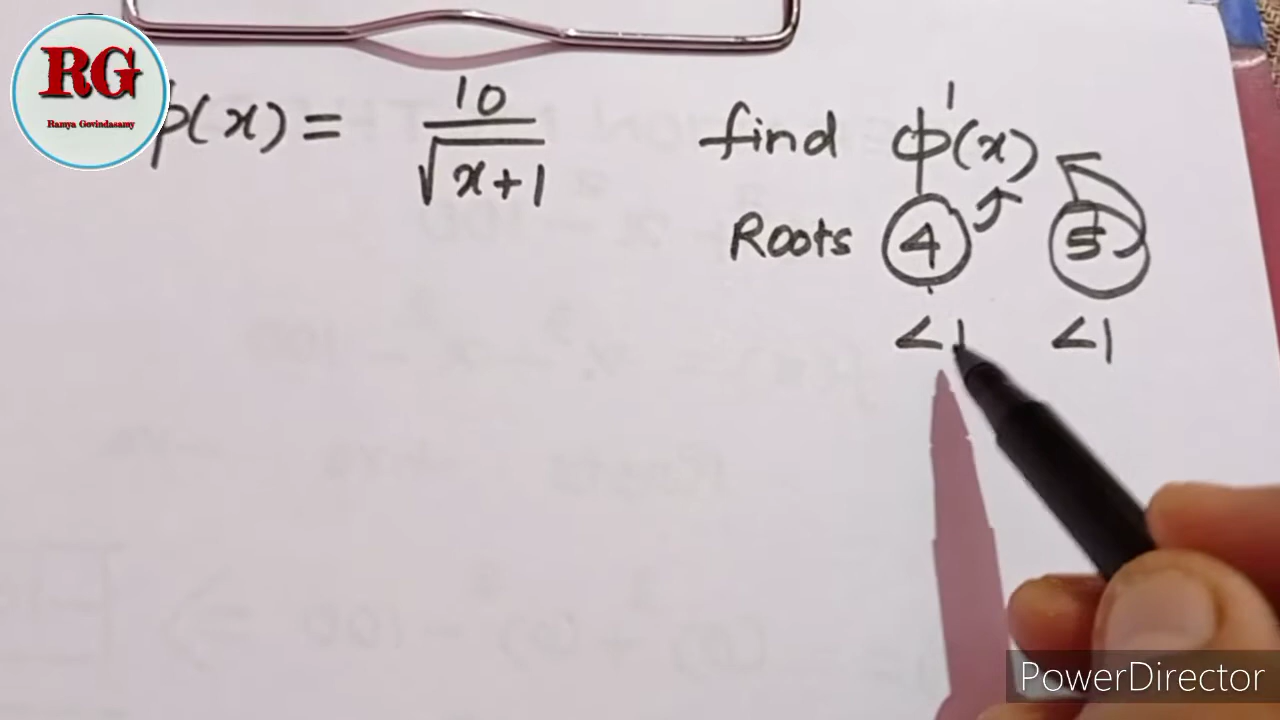 RG
Ramya Govindasamy
φ(x) = 10 / √x+1
find φ'(x)
Roots 4 5
<1 <1
PowerDirector